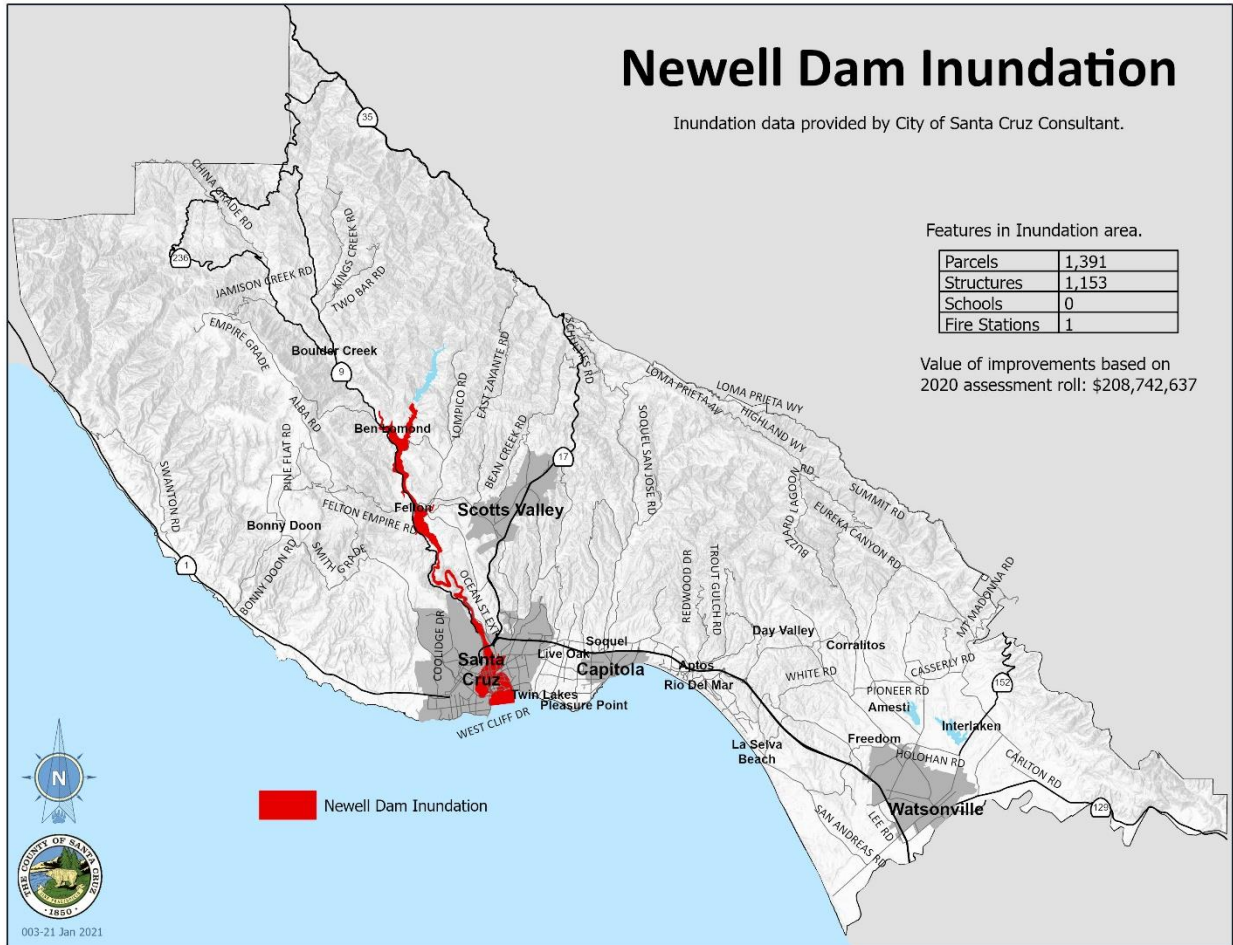 Newell Dam Inundation
Inundation data provided by City of Santa Cruz Consultant.
Features in Inundation area.
Parcels 1,391
Structures 1,153
Schools 0
Fire Stations 1
Value of improvements based on
2020 assessment roll: $208,742,637
35
CHINA GRADE RD
236
KINGS CREEK RD
JAMISON CREEK RD
TWO BAR RD
EMPIRE GRADE
Boulder Creek
9
SCHULTIES RD
LOMPICO RD
EAST ZAYANTE RD
LOMA PRIETA AV
LOMA PRIETA WY
HIGHLAND WY
ALBA RD
Ben Lomond
SOQUEL SAN JOSE RD
PINE FLAT RD
BEAN CREEK RD
17
RD
SUMMIT RD
SWANTON RD
Felton
Scotts Valley
BUZZARD LAGOON
EUREKA CANYON RD
FELTON EMPIRE RD
Bonny Doon
SMITH GRADE
BONNY DOON RD
1
OCEAN ST EXT
REDWOOD DR
TROUT GULCH RD
MT MADONNA RD
COOLIDGE DR
Day Valley
Corralitos
Soquel
Live Oak
Santa
Cruz
Capitola
Aptos
Rio Del Mar
WHITE RD
CASSERLY RD
152
PIONEER RD
Amesti
Twin Lakes
Pleasure Point
WEST CLIFF DR
Interlaken
Freedom
La Selva
Beach
HOLOHAN RD
CARLTON RD
Watsonville
129
LEE RD
SAN ANDREAS RD
N
Newell Dam Inundation
THE COUNTY OF SANTA CRUZ
1850
003-21 Jan 2021